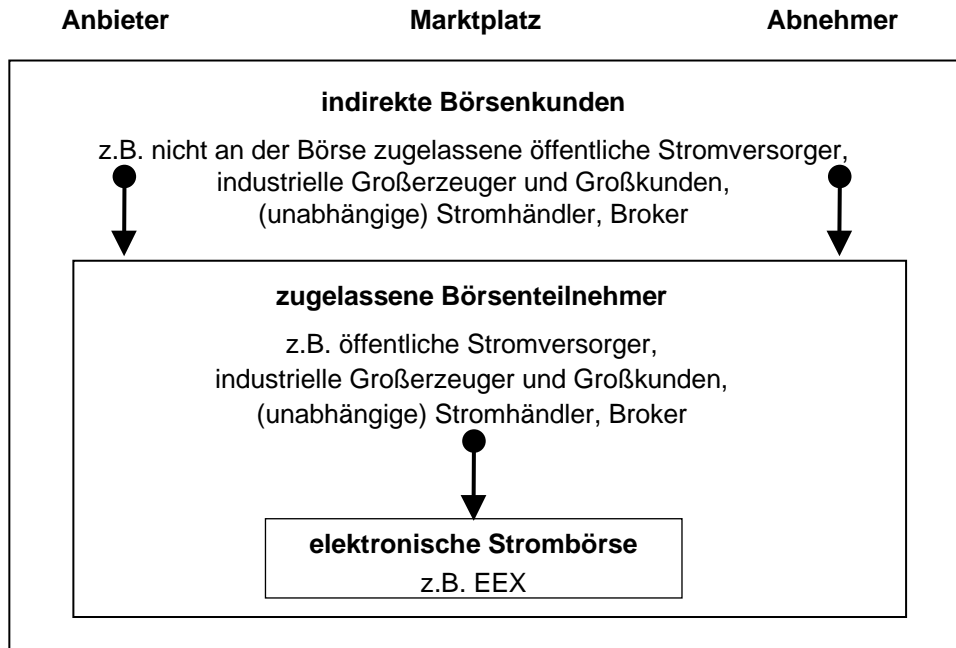 Anbieter Marktplatz Abnehmer
indirekte Börsenkunden
z.B. nicht an der Börse zugelassene öffentliche Stromversorger,
industrielle Großerzeuger und Großkunden,
(unabhängige) Stromhändler, Broker
zugelassene Börsenteilnehmer
z.B. öffentliche Stromversorger,
industrielle Großerzeuger und Großkunden,
(unabhängige) Stromhändler, Broker
elektronische Strombörse
z.B. EEX